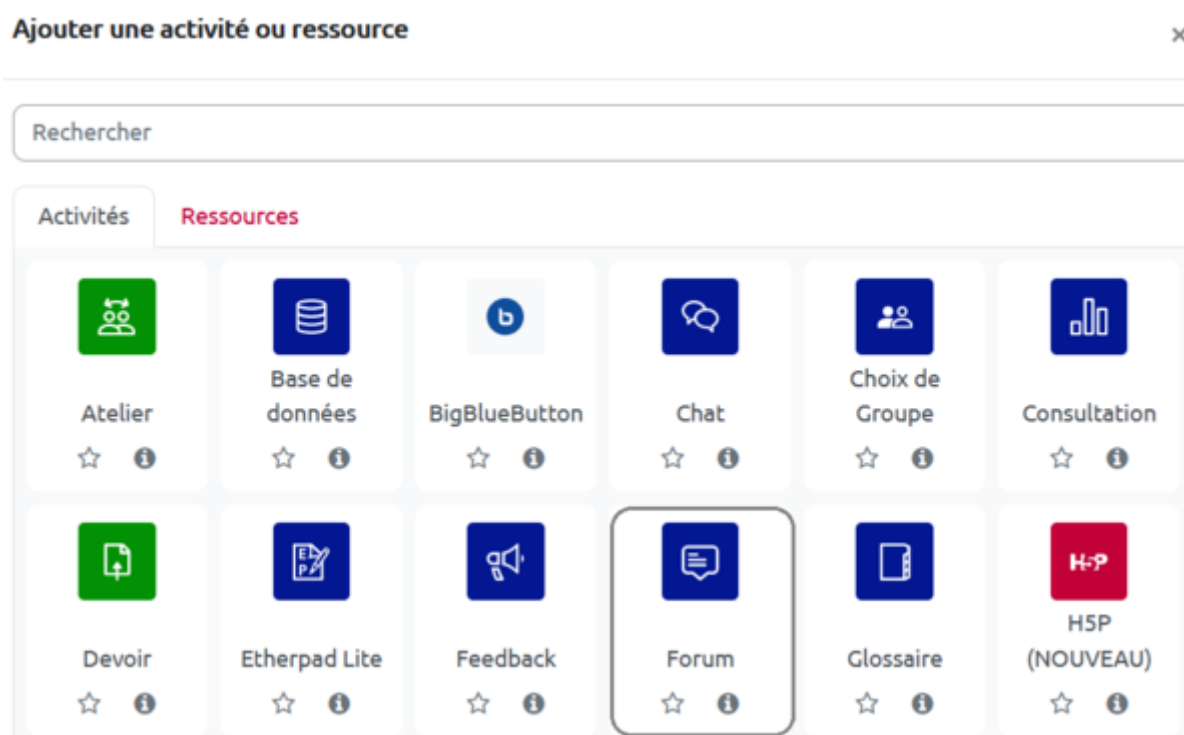 Ajouter une activité ou ressource
Rechercher
Activités
Ressources
Atelier
Base de
données
BigBlueButton
Chat
Choix de
Groupe
Consultation
Devoir
Etherpad Lite
Feedback
Forum
Glossaire
H5P
H5P
(NOUVEAU)